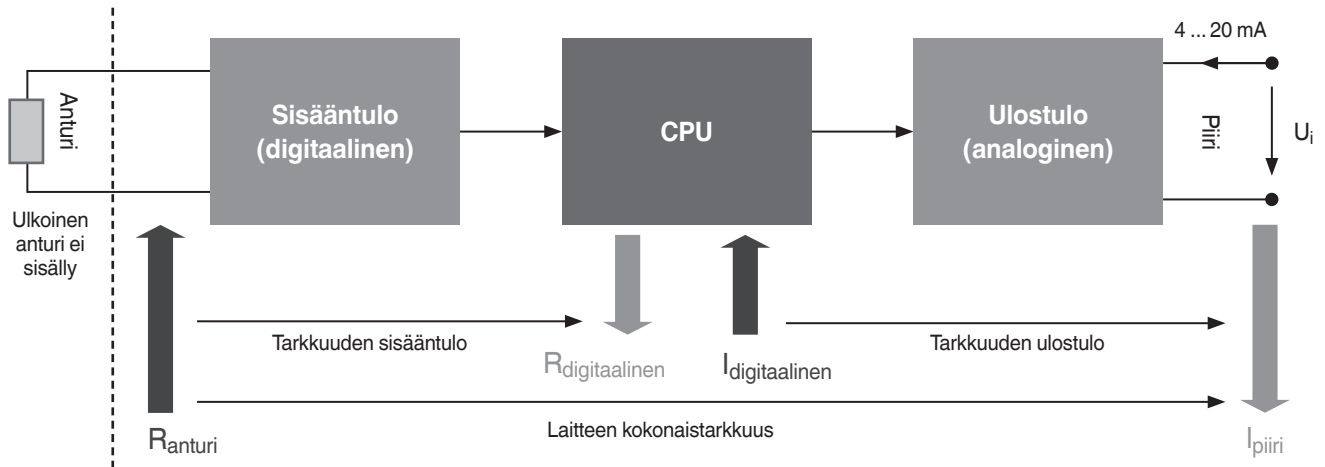 4 ... 20 mA
Anturi
Sisääntulo
(digitaalinen)
CPU
Ulostulo
(analoginen)
Piiri
Ui
Ulkoinen
anturi ei
sisälly
Tarkkuuden sisääntulo
Tarkkuuden ulostulo
Rdigitaalinen
Idigitaalinen
Laitteen kokonaistarkkuus
Ranturi
Ipiiri